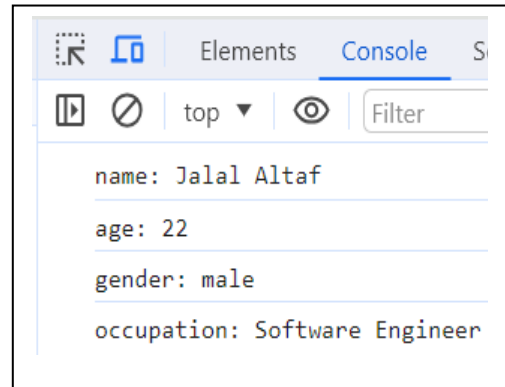 Elements Console
top Filter
name: Jalal Altaf
age: 22
gender: male
occupation: Software Engineer